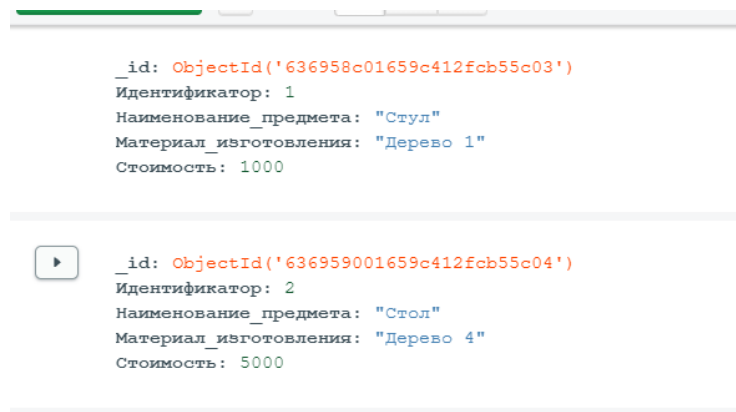 _id: ObjectId('636958c01659c412fcb55c03')
Идентификатор: 1
Наименование_предмета: "Стул"
Материал_изготовления: "Дерево 1"
Стоимость: 1000
_id: ObjectId('636959001659c412fcb55c04')
Идентификатор: 2
Наименование_предмета: "Стол"
Материал_изготовления: "Дерево 4"
Стоимость: 5000